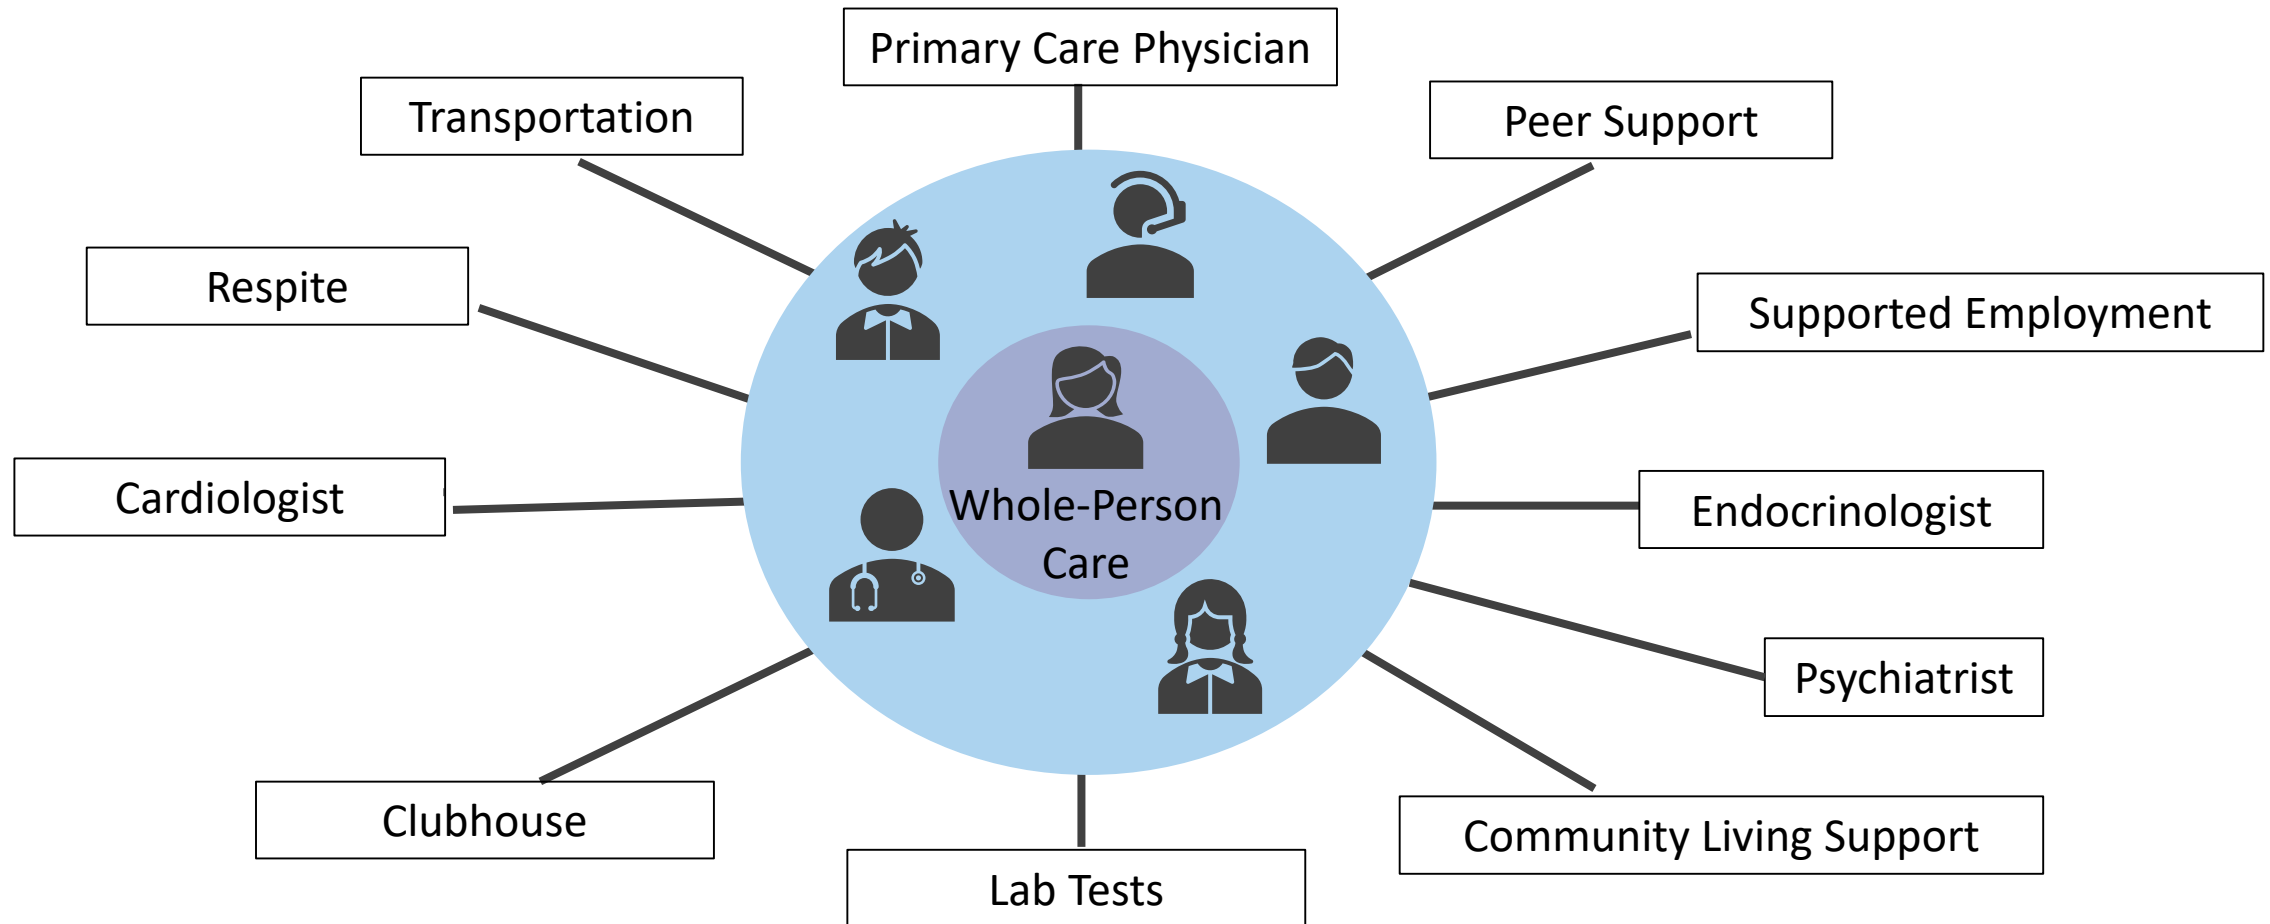 Primary Care Physician
Transportation
Peer Support
Respite
Supported Employment
Cardiologist
Whole-Person
Care
Endocrinologist
Psychiatrist
Clubhouse
Community Living Support
Lab Tests